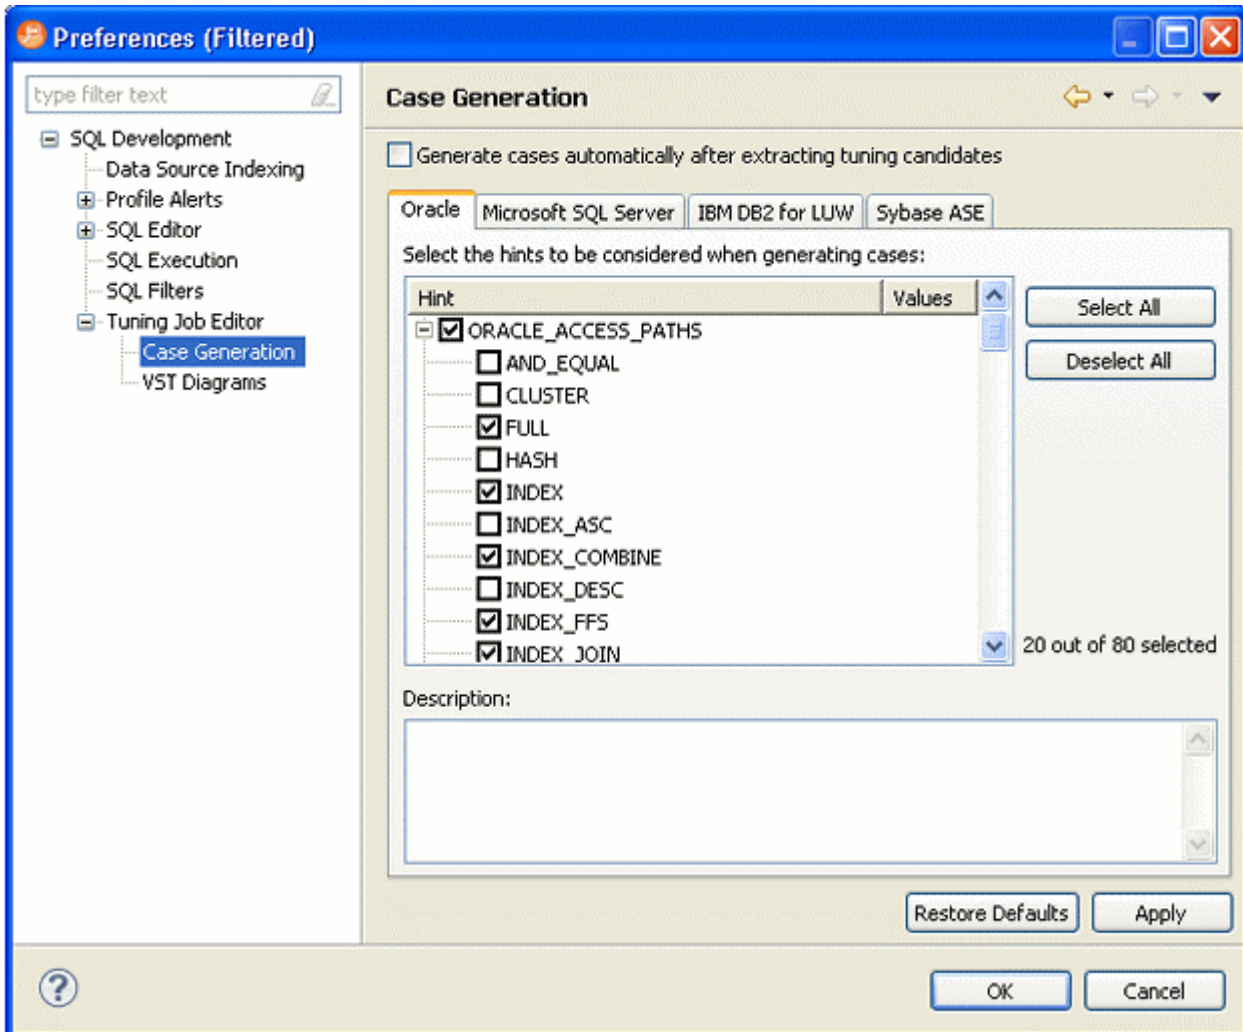 Preferences (Filtered)
type filter text
SQL Development
Data Source Indexing
Profile Alerts
SQL Editor
SQL Execution
SQL Filters
Tuning Job Editor
Case Generation
VST Diagrams
Case Generation
Generate cases automatically after extracting tuning candidates
Oracle Microsoft SQL Server IBM DB2 for LUW Sybase ASE
Select the hints to be considered when generating cases:
Hint Values
ORACLE_ACCESS_PATHS
AND_EQUAL
CLUSTER
FULL
HASH
INDEX
INDEX_ASC
INDEX_COMBINE
INDEX_DESC
INDEX_FFS
INDEX_JOIN
Select All
Deselect All
20 out of 80 selected
Description:
Restore Defaults Apply
? OK Cancel